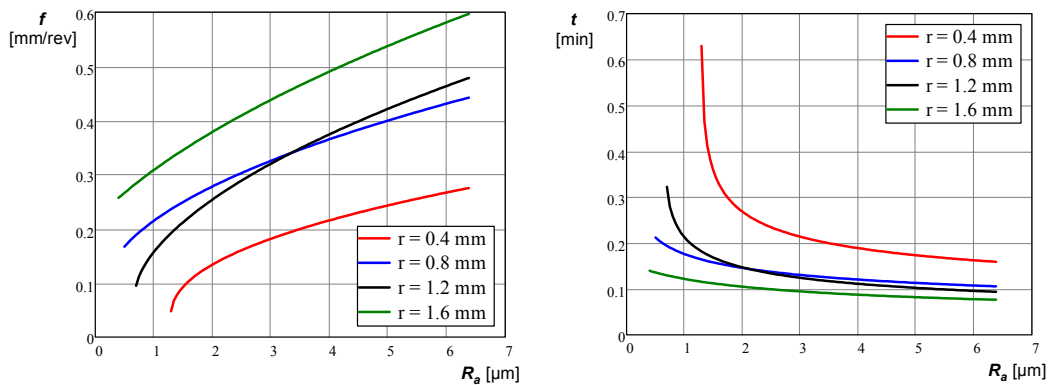 f
[mm/rev]
0.6
0.5
0.4
0.3
0.2
0.1
0
0 1 2 3 4 5 6 7
R_a [µm]
r = 0.4 mm
r = 0.8 mm
r = 1.2 mm
r = 1.6 mm
t
[min]
0.7
0.6
0.5
0.4
0.3
0.2
0.1
0
0 1 2 3 4 5 6 7
R_a [µm]
r = 0.4 mm
r = 0.8 mm
r = 1.2 mm
r = 1.6 mm